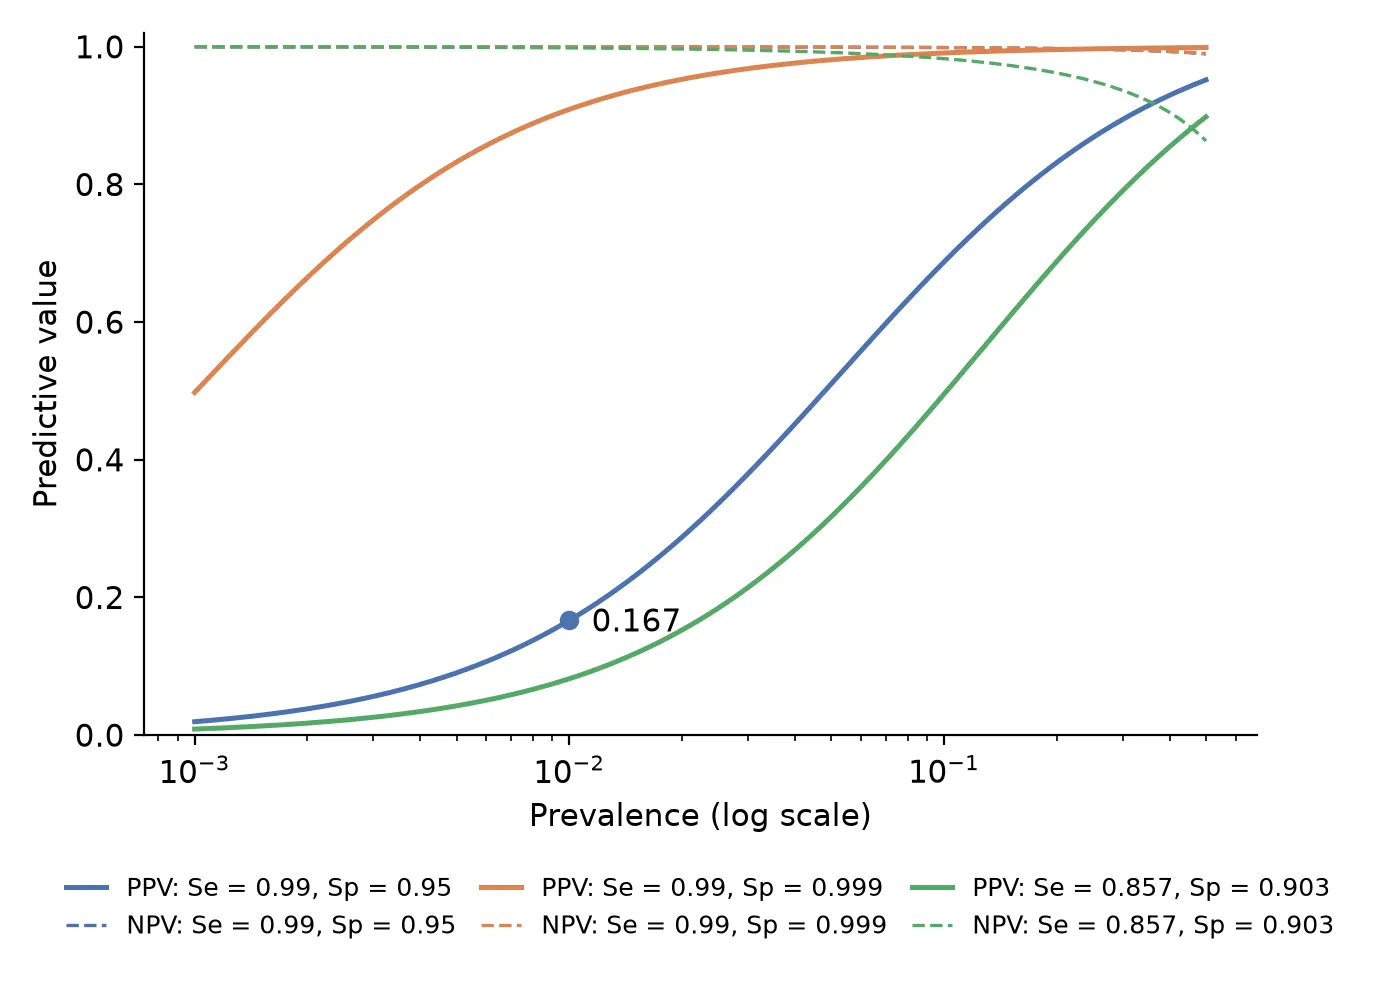 1.0
0.8
0.6
0.4
0.2
0.0
Predictive value
0.167
10⁻³ 10⁻² 10⁻¹
Prevalence (log scale)
PPV: Se = 0.99, Sp = 0.95 PPV: Se = 0.99, Sp = 0.999 PPV: Se = 0.857, Sp = 0.903
NPV: Se = 0.99, Sp = 0.95 NPV: Se = 0.99, Sp = 0.999 NPV: Se = 0.857, Sp = 0.903